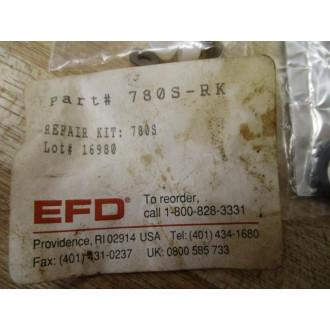 Part# 780S-RK
REPAIR KIT: 780S
Lot# 16980
EFD®
To reorder,
call 1-800-828-3331
Providence, RI 02914 USA Tel: (401) 434-1680
Fax: (401) 431-0237 UK: 0800 585 733